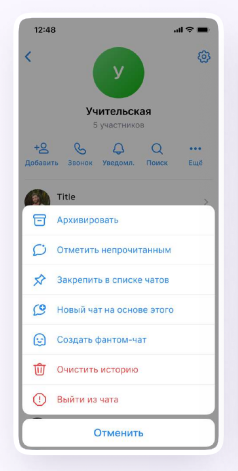 12:48
У
Учительская
5 участников
Добавить Звонок Уведомл. Поиск Ещё
Title
Архивировать
Отметить непрочитанным
Закрепить в списке чатов
Новый чат на основе этого
Создать фантом-чат
Очистить историю
Выйти из чата
Отменить